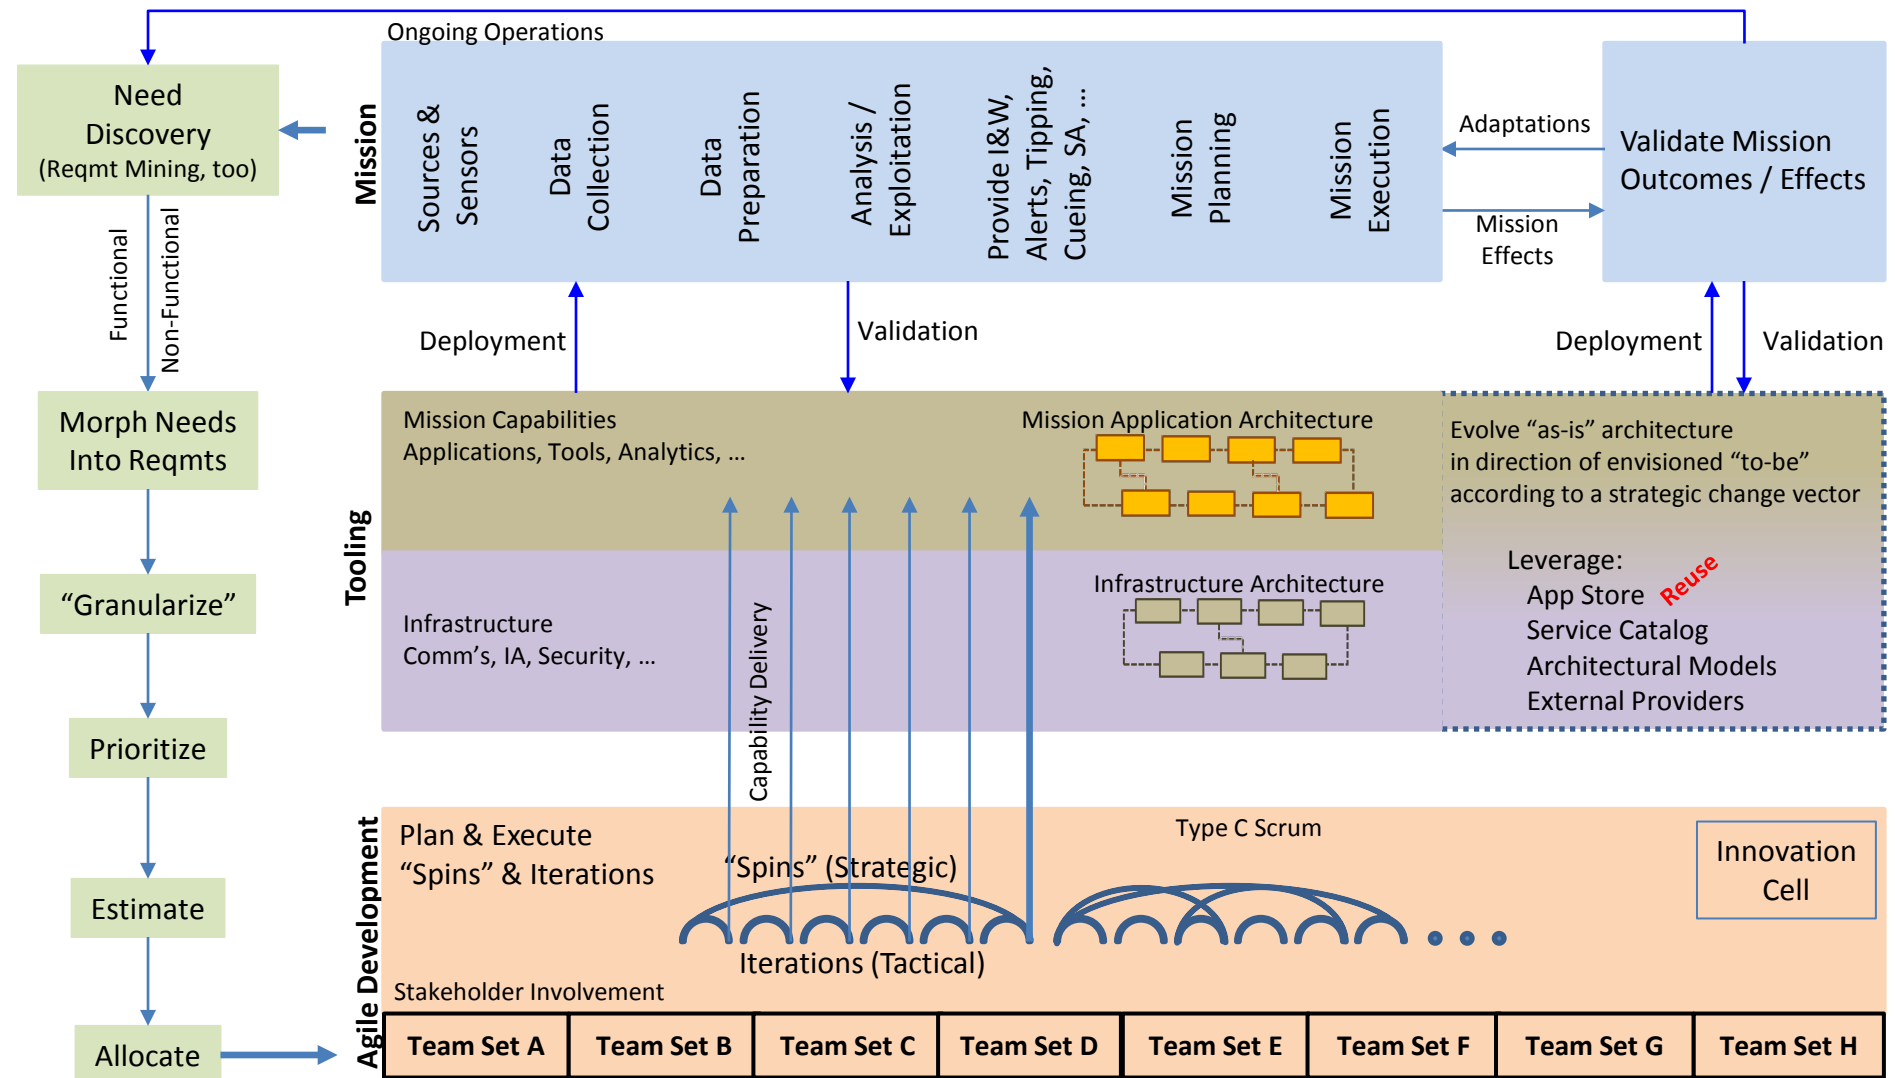 Ongoing Operations
Need
Discovery
(Reqmt Mining, too)
Functional
Non-Functional
Morph Needs
Into Reqmts
“Granularize”
Prioritize
Estimate
Allocate
Mission
Sources &
Sensors
Data
Collection
Data
Preparation
Analysis /
Exploitation
Provide I&W,
Alerts, Tipping,
Cueing, SA, …
Mission
Planning
Mission
Execution
Adaptations
Mission
Effects
Validate Mission
Outcomes / Effects
Deployment
Validation
Deployment
Validation
Tooling
Mission Capabilities
Applications, Tools, Analytics, …
Mission Application Architecture
Infrastructure
Comm’s, IA, Security, …
Infrastructure Architecture
Evolve “as-is” architecture
in direction of envisioned “to-be”
according to a strategic change vector
Leverage:
App Store
Reuse
Service Catalog
Architectural Models
External Providers
Capability Delivery
Agile Development
Plan & Execute
“Spins” & Iterations
“Spins” (Strategic)
Iterations (Tactical)
Type C Scrum
Innovation
Cell
Stakeholder Involvement
Team Set A
Team Set B
Team Set C
Team Set D
Team Set E
Team Set F
Team Set G
Team Set H